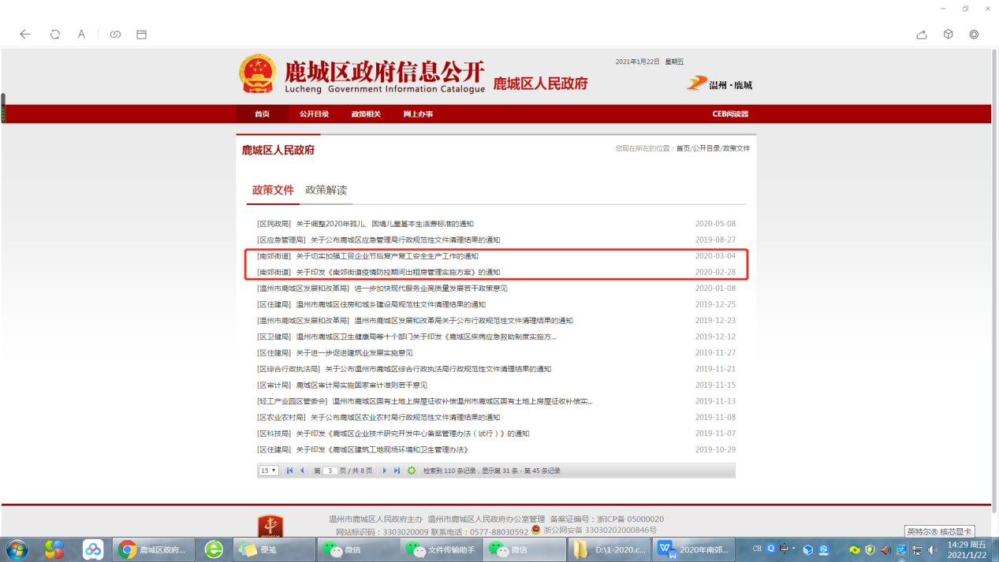 鹿城区政府信息公开
Lucheng Government Information Catalogue
鹿城区人民政府
2021年1月22日 星期五
温州·鹿城
首页 公开目录 政策相关 网上办事 CEB阅读器
鹿城区人民政府
您现在所在的位置：首页/公开目录/政策文件
政策文件 政策解读
[区民政局] 关于调整2020年孤儿、困境儿童基本生活费标准的通知 2020-05-08
[区应急管理局] 关于公布鹿城区应急管理局行政规范性文件清理结果的通知 2019-08-27
[南郊街道] 关于切实加强工贸企业节后复产复工安全生产工作的通知 2020-03-04
[南郊街道] 关于印发《南郊街道疫情防控期间出租房管理实施方案》的通知 2020-02-28
[温州市鹿城区发展和改革局] 进一步加快现代服务业高质量发展若干政策意见 2020-01-08
[区住建局] 温州市鹿城区住房和城乡建设局规范性文件清理结果的通知 2019-12-25
[温州市鹿城区发展和改革局] 温州市鹿城区发展和改革局关于公布行政规范性文件清理结果的通知 2019-12-23
[区卫健局] 温州市鹿城区卫生健康局等十个部门关于印发《鹿城区疾病应急救助制度实施方... 2019-12-12
[区住建局] 关于进一步促进建筑业发展实施意见 2019-11-27
[区综合行政执法局] 关于公布温州市鹿城区综合行政执法局行政规范性文件清理结果的通知 2019-11-21
[区审计局] 鹿城区审计局实施国家审计准则若干意见 2019-11-15
[轻工产业园区管委会] 温州市鹿城区国有土地上房屋征收补偿温州市鹿城区国有土地上房屋征收补偿实... 2019-11-13
[区农业农村局] 关于公布鹿城区农业农村局行政规范性文件清理结果的通知 2019-11-08
[区科技局] 关于印发《鹿城区企业技术研究开发中心备案管理办法（试行）》的通知 2019-11-07
[区住建局] 关于印发《鹿城区建筑工地现场环境和卫生管理办法》 2019-10-29
15 第 3 页/共 8 页 检索到 110 条记录，显示第 31 条 - 第 45 条记录
温州市鹿城区人民政府主办 温州市鹿城区人民政府办公室管理 备案证编号：浙ICP备 05000020
网站标识码：3303020009 联系电话：0577-88030592 浙公网安备 33030202000846号
英特尔® 核芯显卡
鹿城区政府... 便笺 微信 文件传输助手 微信 D:\1-2020.c... 2020年南郊... CH 中 14:29 周五
2021/1/22